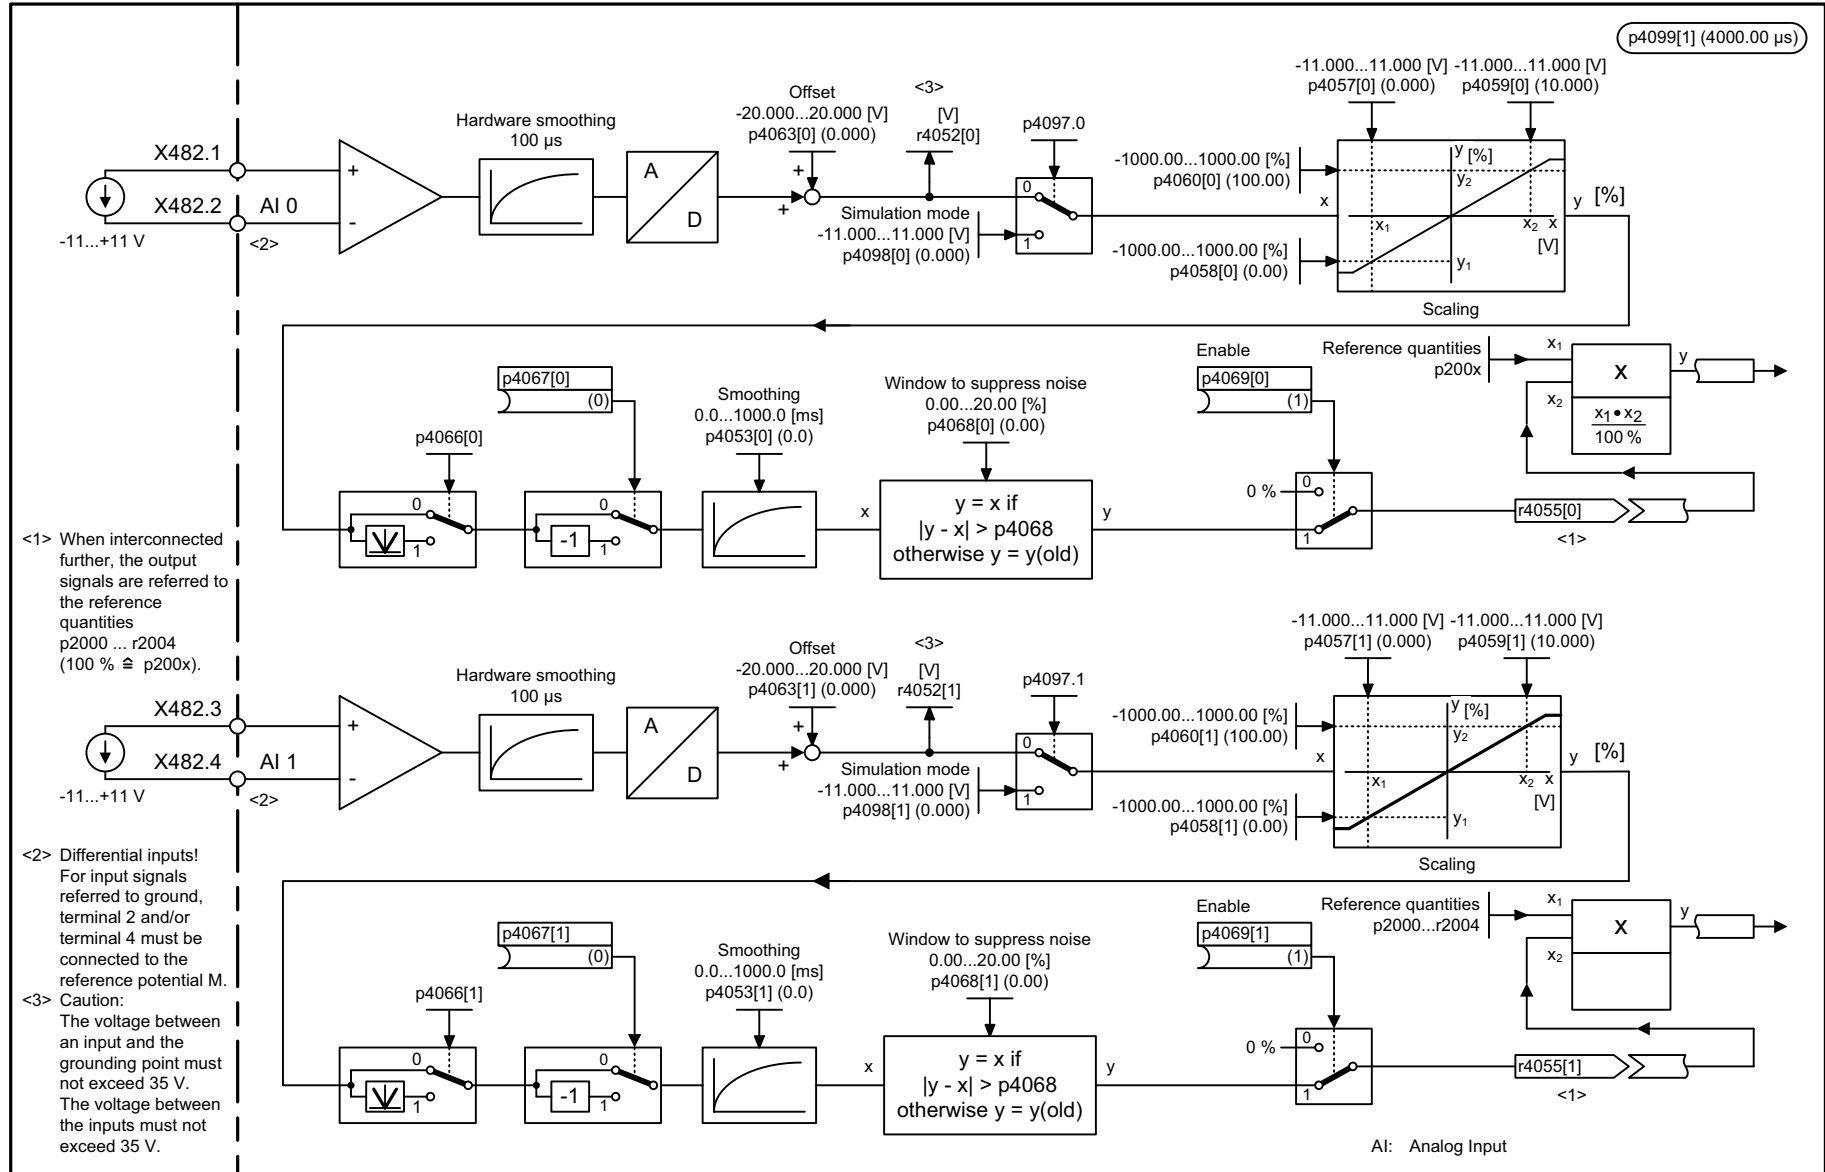 p4099[1] (4000.00 µs)
-11.000...11.000 [V]
p4057[0] (0.000)
-11.000...11.000 [V]
p4059[0] (10.000)
Offset
-20.000...20.000 [V]
p4063[0] (0.000)
<3>
[V]
r4052[0]
Hardware smoothing
100 µs
p4097.0
X482.1
X482.2
AI 0
-11...+11 V
<2>
+
-
A
D
+
+
0
1
Simulation mode
-11.000...11.000 [V]
p4098[0] (0.000)
-1000.00...1000.00 [%]
p4060[0] (100.00)
-1000.00...1000.00 [%]
p4058[0] (0.00)
x
y [%]
y2
x1
x2 x
[V]
y1
y [%]
Scaling
p4067[0]
(0)
p4066[0]
Smoothing
0.0...1000.0 [ms]
p4053[0] (0.0)
Window to suppress noise
0.00...20.00 [%]
p4068[0] (0.00)
Enable
p4069[0]
(1)
Reference quantities
p200x
x1
x2
X
x1 • x2
100 %
y
0
1
-1
0
1
x
y = x if
|y - x| > p4068
otherwise y = y(old)
y
0 %
0
1
r4055[0]
<1>
<1> When interconnected
further, the output
signals are referred to
the reference
quantities
p2000 ... r2004
(100 % ≙ p200x).
-11.000...11.000 [V]
p4057[1] (0.000)
-11.000...11.000 [V]
p4059[1] (10.000)
Offset
-20.000...20.000 [V]
p4063[1] (0.000)
<3>
[V]
r4052[1]
Hardware smoothing
100 µs
p4097.1
X482.3
X482.4
AI 1
-11...+11 V
<2>
+
-
A
D
+
+
0
1
Simulation mode
-11.000...11.000 [V]
p4098[1] (0.000)
-1000.00...1000.00 [%]
p4060[1] (100.00)
-1000.00...1000.00 [%]
p4058[1] (0.00)
x
y [%]
y2
x1
x2 x
[V]
y1
y [%]
Scaling
<2> Differential inputs!
For input signals
referred to ground,
terminal 2 and/or
terminal 4 must be
connected to the
reference potential M.
<3> Caution:
The voltage between
an input and the
grounding point must
not exceed 35 V.
The voltage between
the inputs must not
exceed 35 V.
p4067[1]
(0)
p4066[1]
Smoothing
0.0...1000.0 [ms]
p4053[1] (0.0)
Window to suppress noise
0.00...20.00 [%]
p4068[1] (0.00)
Enable
p4069[1]
(1)
Reference quantities
p2000...r2004
x1
x2
X
y
0
1
-1
0
1
x
y = x if
|y - x| > p4068
otherwise y = y(old)
y
0 %
0
1
r4055[1]
<1>
AI: Analog Input